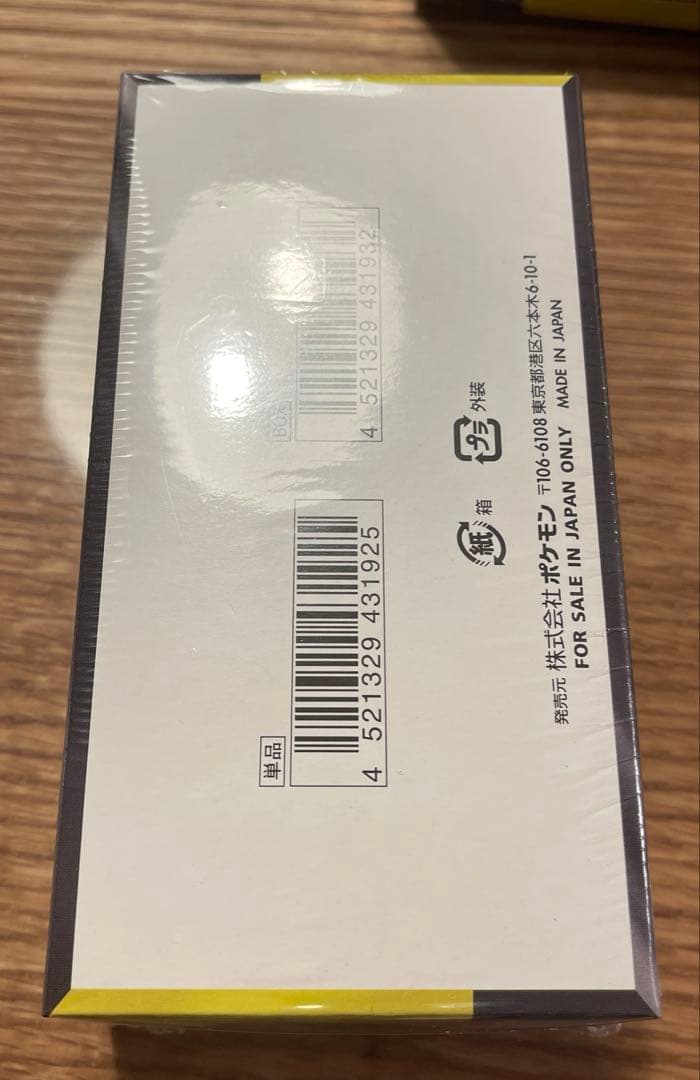 単品
4 521329 431925
BOX
4 521329 431932
紙 箱
プラ 外装
発売元 株式会社ポケモン 〒106-6108 東京都港区六本木6-10-1
FOR SALE IN JAPAN ONLY MADE IN JAPAN